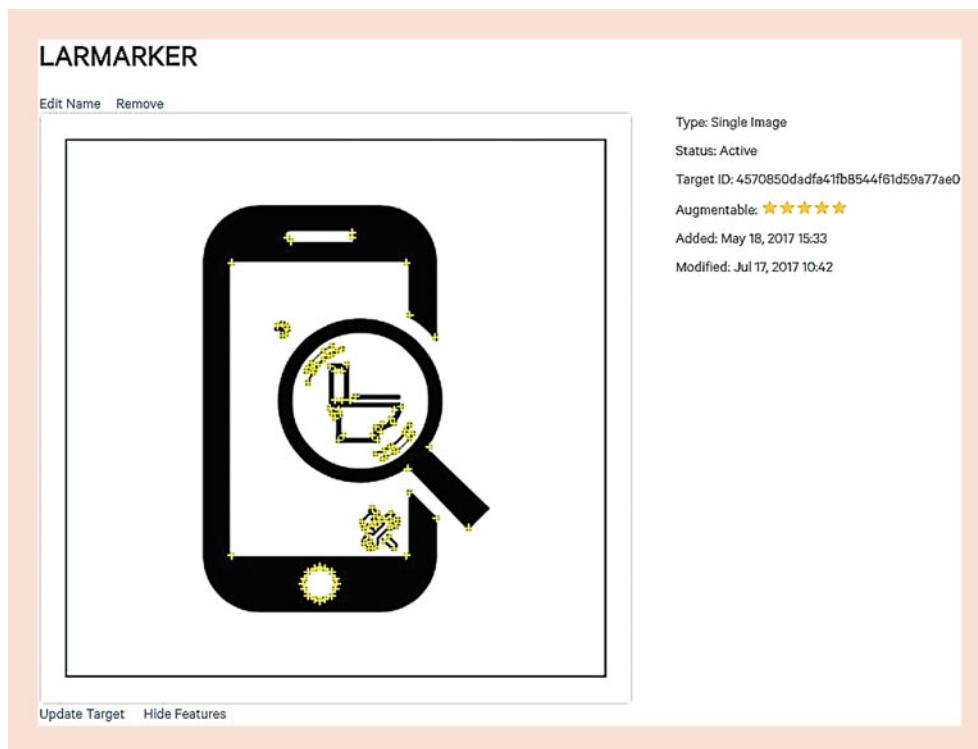 LARMARKER
Edit Name Remove
Type: Single Image
Status: Active
Target ID: 4570850dadfa41fb8544f61d59a77ae0
Augmentable:
Added: May 18, 2017 15:33
Modified: Jul 17, 2017 10:42
Update Target Hide Features